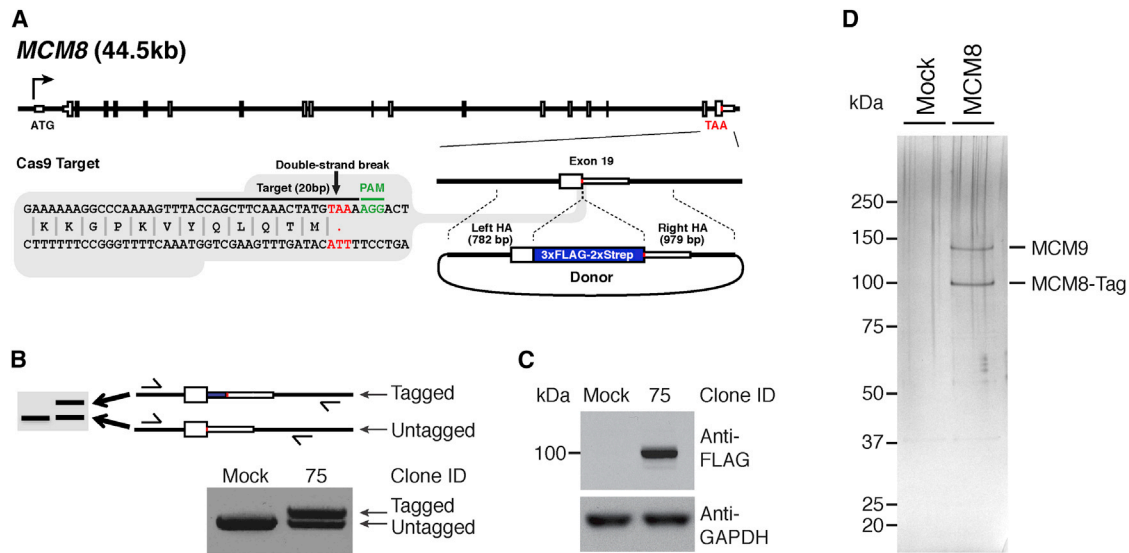 A
MCM8 (44.5kb)
ATG
TAA
Cas9 Target
Double-strand break
Target (20bp)
PAM
GAAAAAAGGCCCAAAAGTTTACCAGCTTCAAACTATGTAAAAGGACT
K K G P K V Y Q L Q T M .
CTTTTTTCCGGGTTTTCAAATGGTCGAAGTTTGATACATTTTCCTGA
Exon 19
Left HA
(782 bp)
Right HA
(979 bp)
3xFLAG-2xStrep
Donor
B
Tagged
Untagged
Mock 75 Clone ID
Tagged
Untagged
C
kDa Mock 75 Clone ID
100
Anti-
FLAG
Anti-
GAPDH
D
kDa
Mock
MCM8
250
150
100
75
50
37
25
20
MCM9
MCM8-Tag